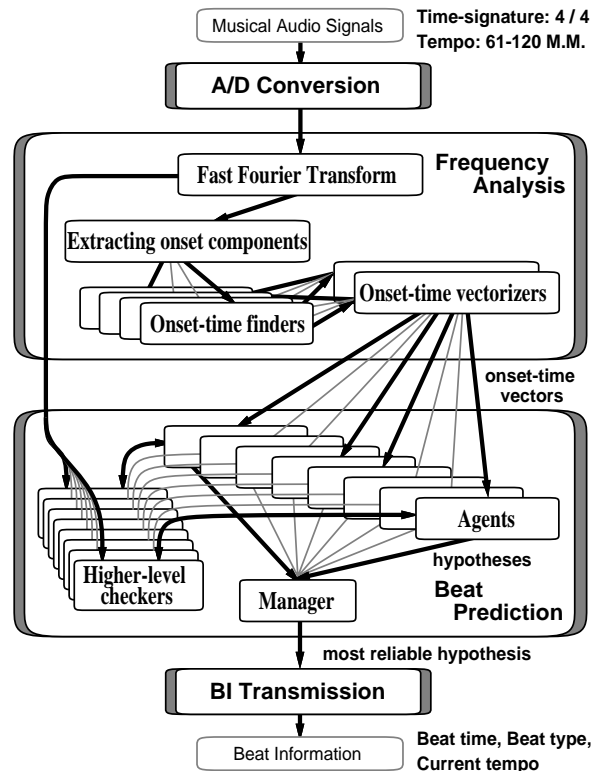 Musical Audio Signals
Time-signature: 4 / 4
Tempo: 61-120 M.M.
A/D Conversion
Fast Fourier Transform
Frequency
Analysis
Extracting onset components
Onset-time finders
Onset-time vectorizers
onset-time
vectors
Agents
hypotheses
Higher-level
checkers
Manager
Beat
Prediction
most reliable hypothesis
BI Transmission
Beat Information
Beat time, Beat type,
Current tempo